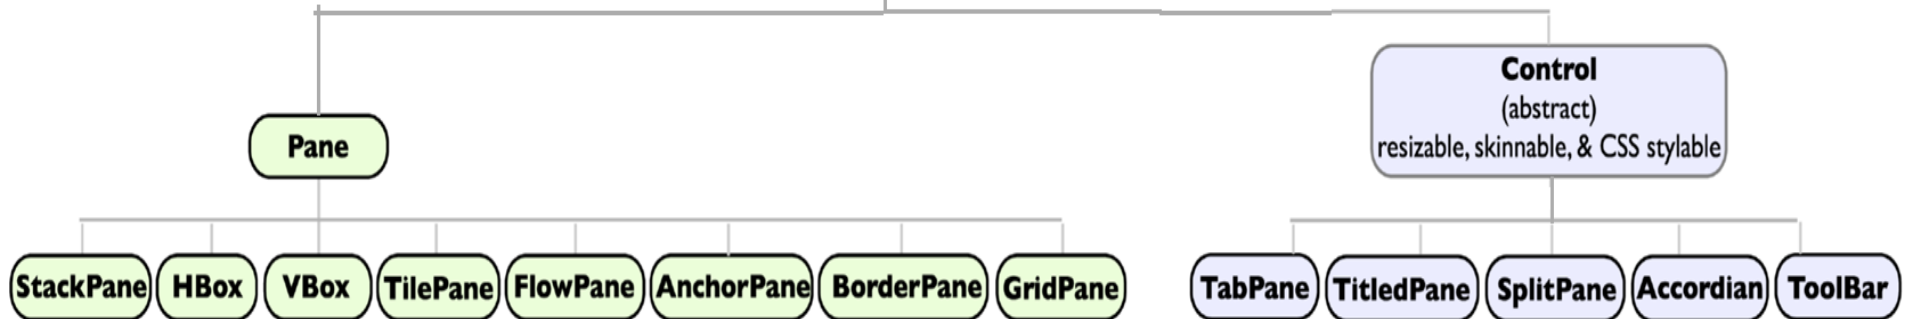 Control
(abstract)
resizable, skinnable, & CSS stylable
Pane
StackPane HBox VBox TilePane FlowPane AnchorPane BorderPane GridPane TabPane TitledPane SplitPane Accordian ToolBar